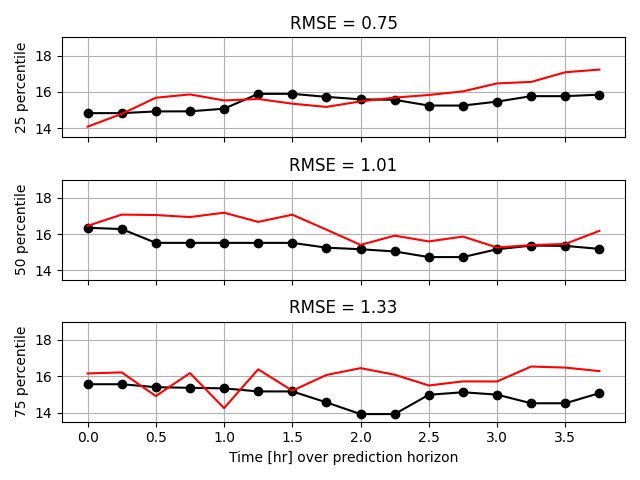 RMSE = 0.75
25 percentile
18
16
14
RMSE = 1.01
50 percentile
18
16
14
RMSE = 1.33
75 percentile
18
16
14
0.0 0.5 1.0 1.5 2.0 2.5 3.0 3.5
Time [hr] over prediction horizon